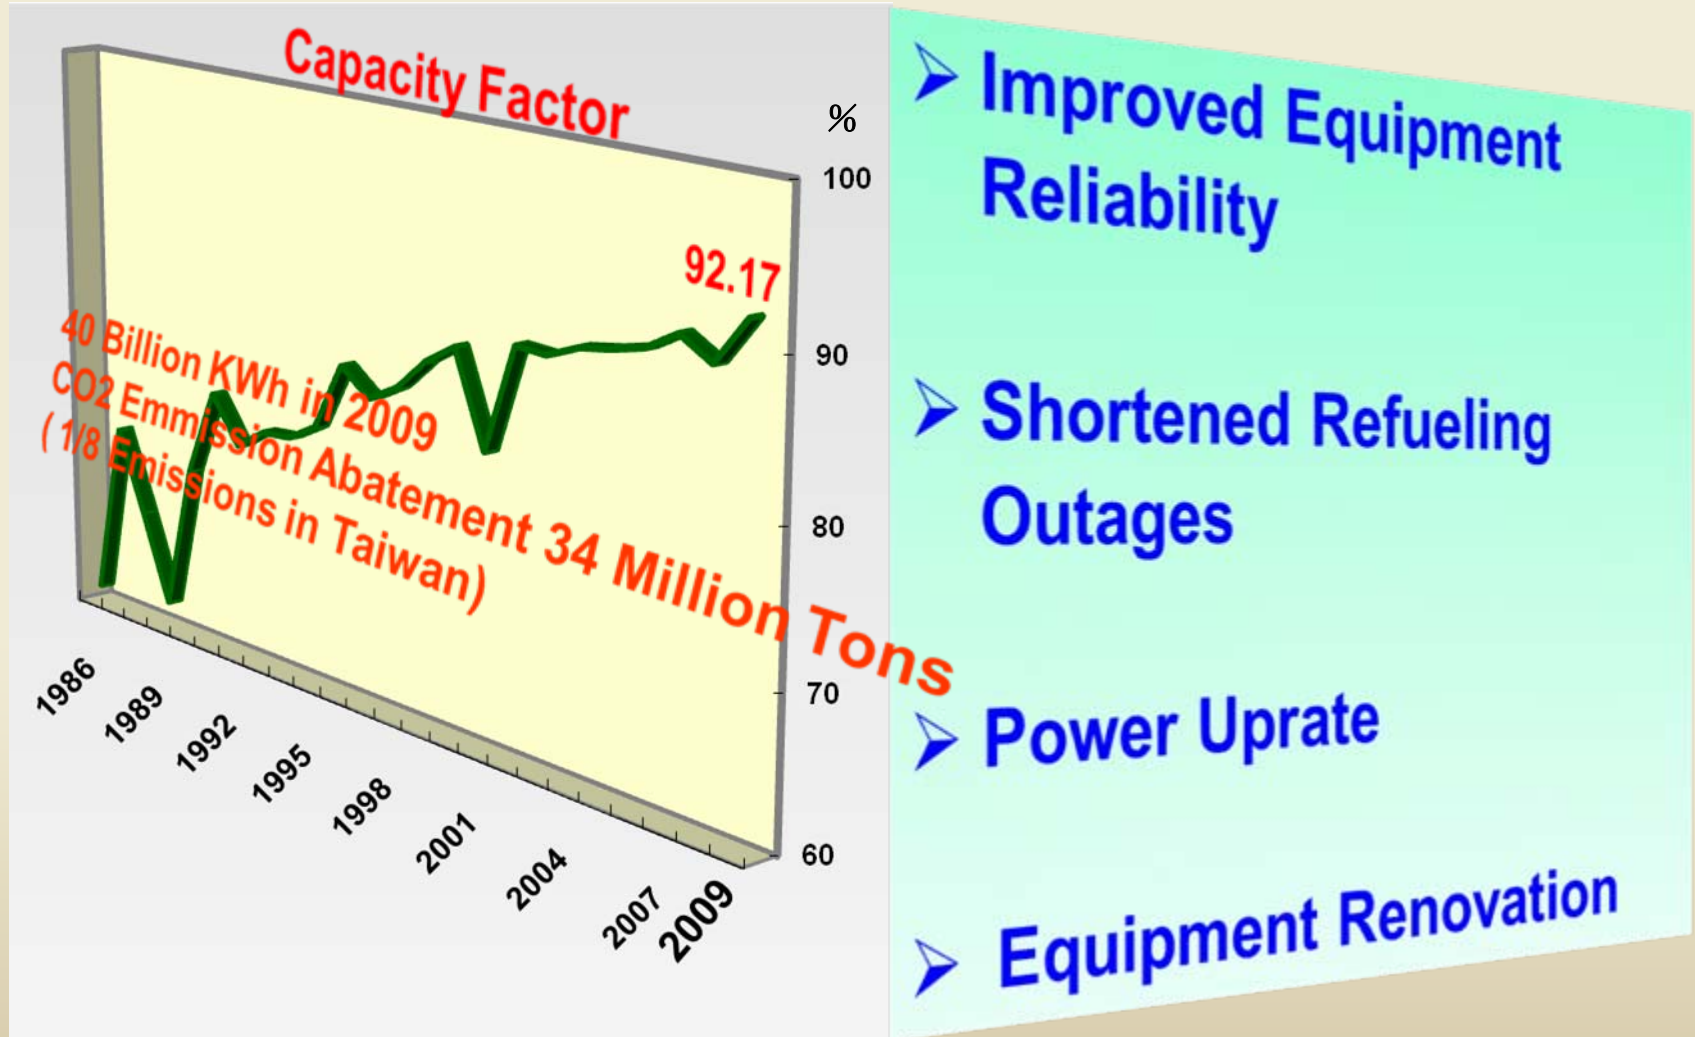 Capacity Factor
%
100
92.17
90
80
70
60
40 Billion KWh in 2009
CO2 Emmission Abatement 34 Million Tons
( 1/8 Emissions in Taiwan)
1986
1989
1992
1995
1998
2001
2004
2007
2009
Improved Equipment
Reliability
Shortened Refueling
Outages
Power Uprate
Equipment Renovation